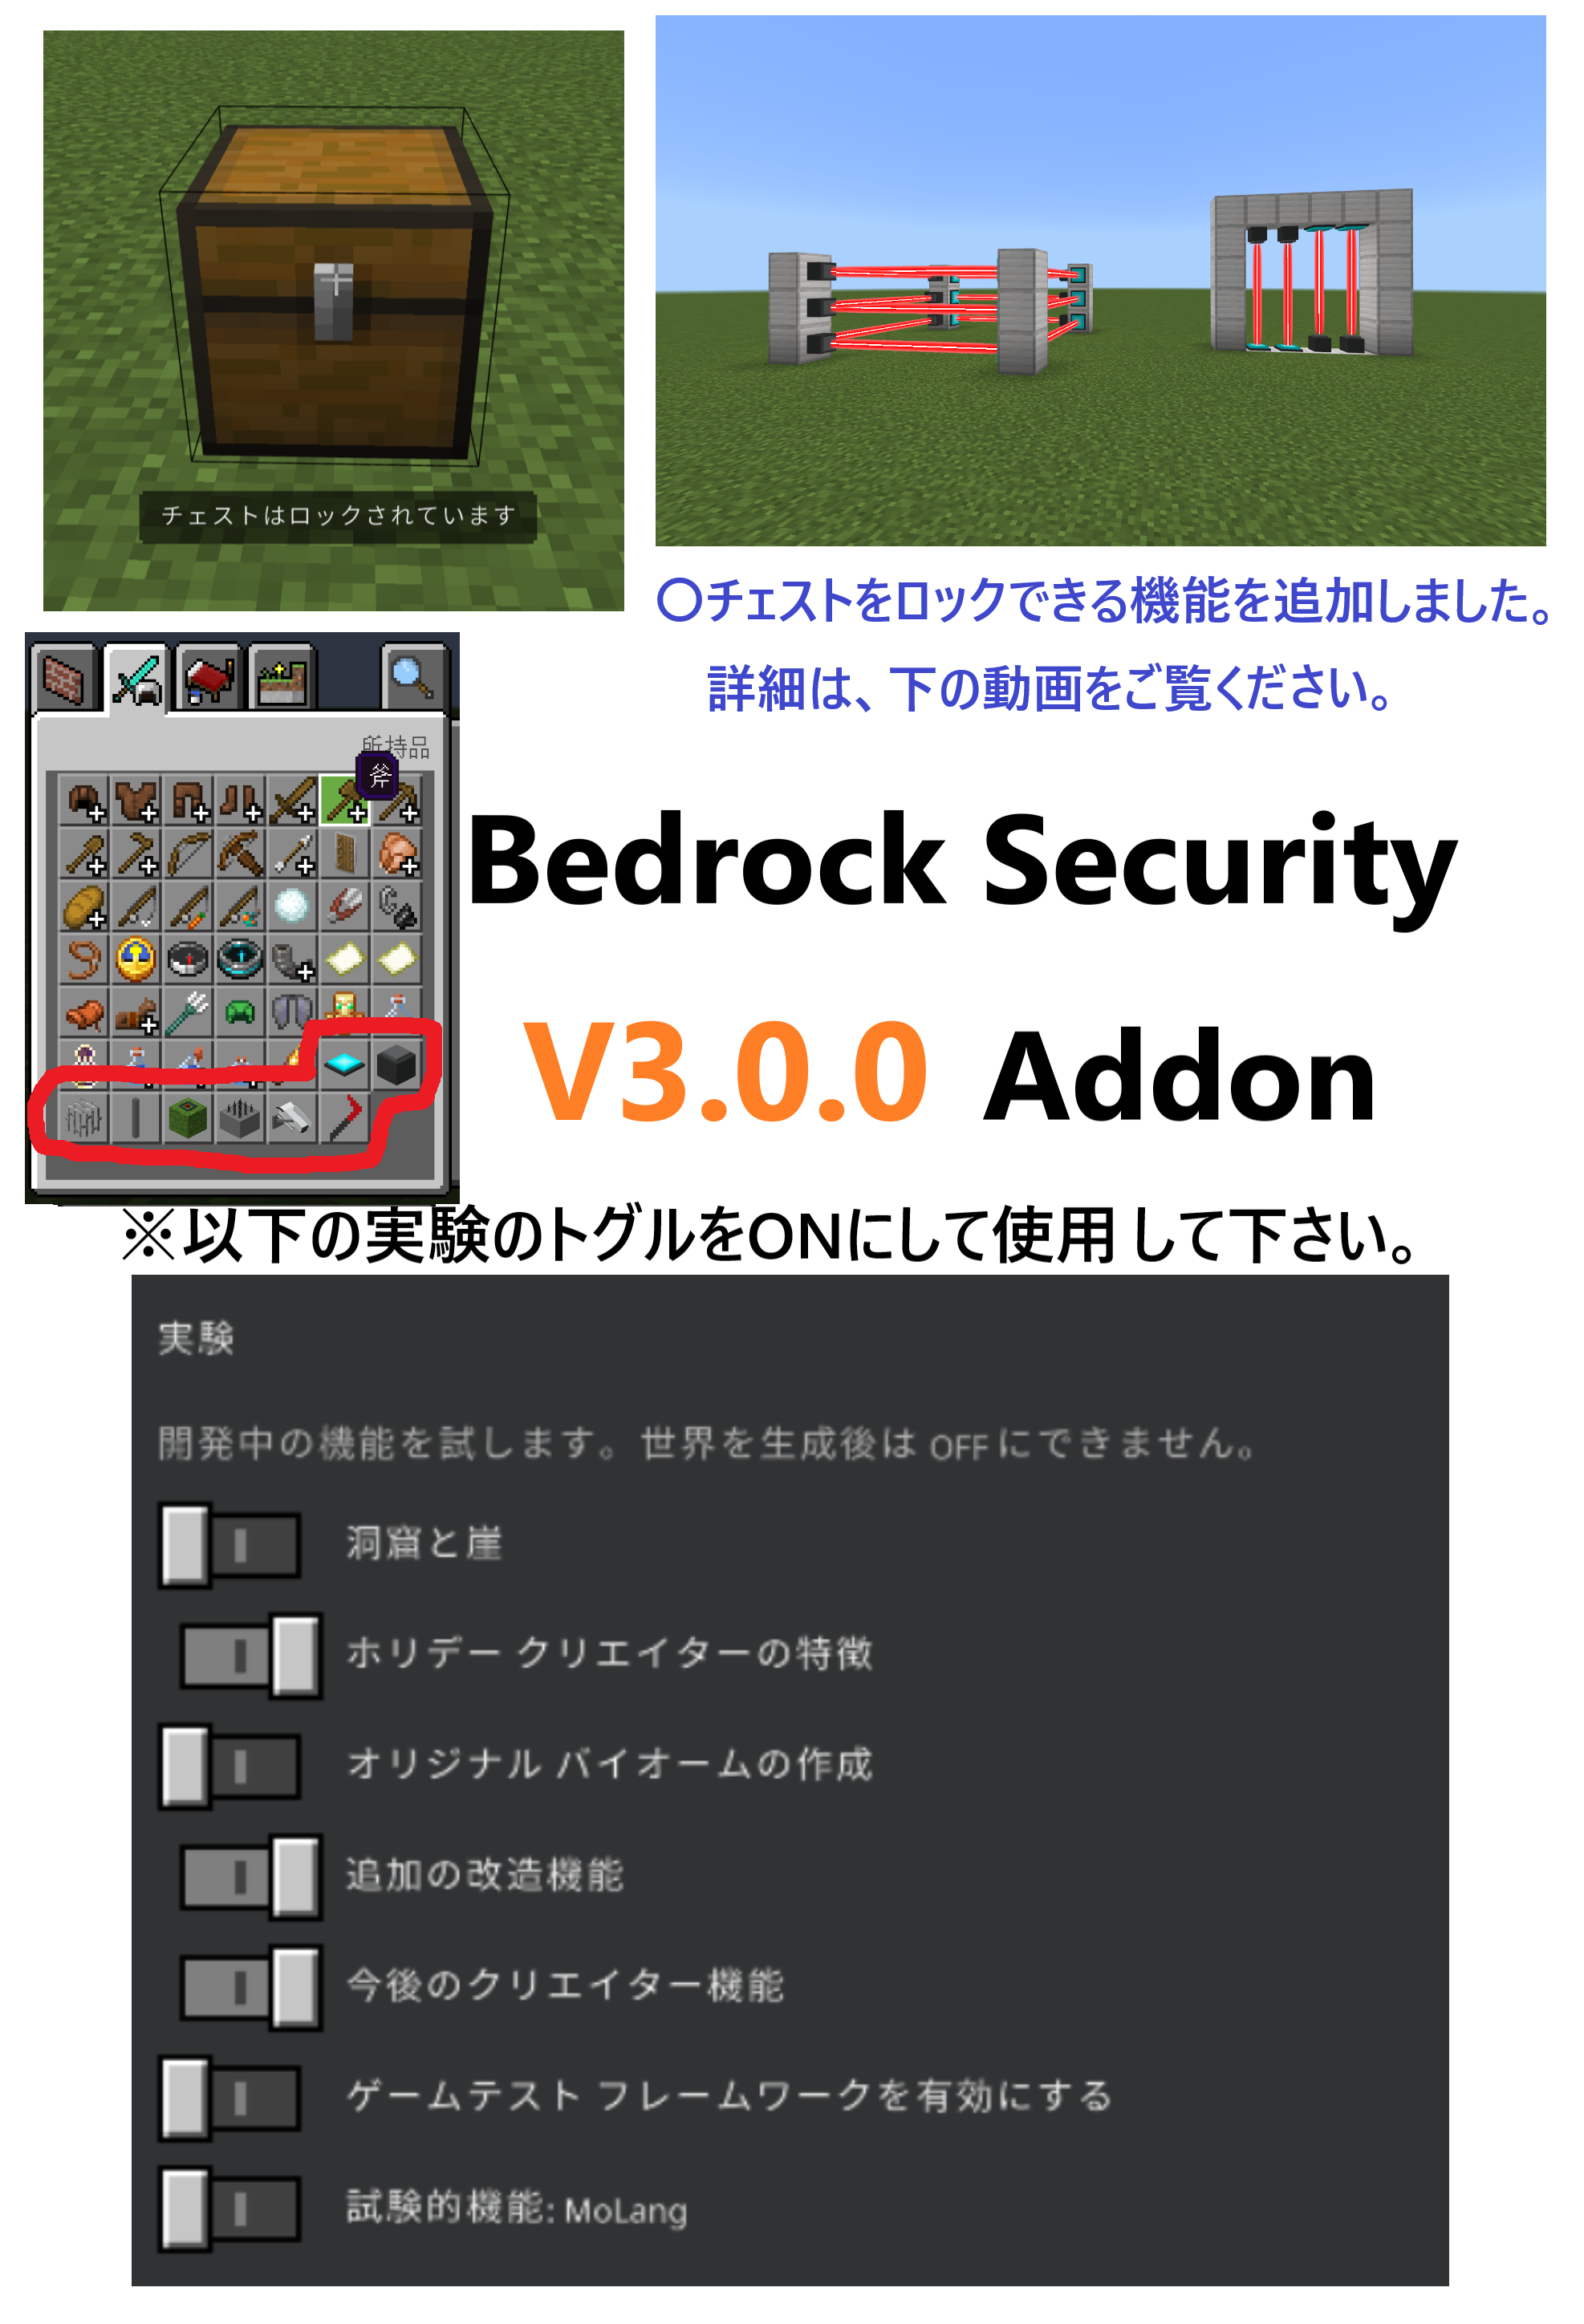 チェストはロックされています
〇チェストをロックできる機能を追加しました。
詳細は、下の動画をご覧ください。
所持品
斧
Bedrock Security
V3.0.0 Addon
※以下の実験のトグルをONにして使用して下さい。
実験
開発中の機能を試します。世界を生成後は OFF にできません。
洞窟と崖
ホリデー クリエイターの特徴
オリジナル バイオームの作成
追加の改造機能
今後のクリエイター機能
ゲームテスト フレームワークを有効にする
試験的機能: MoLang